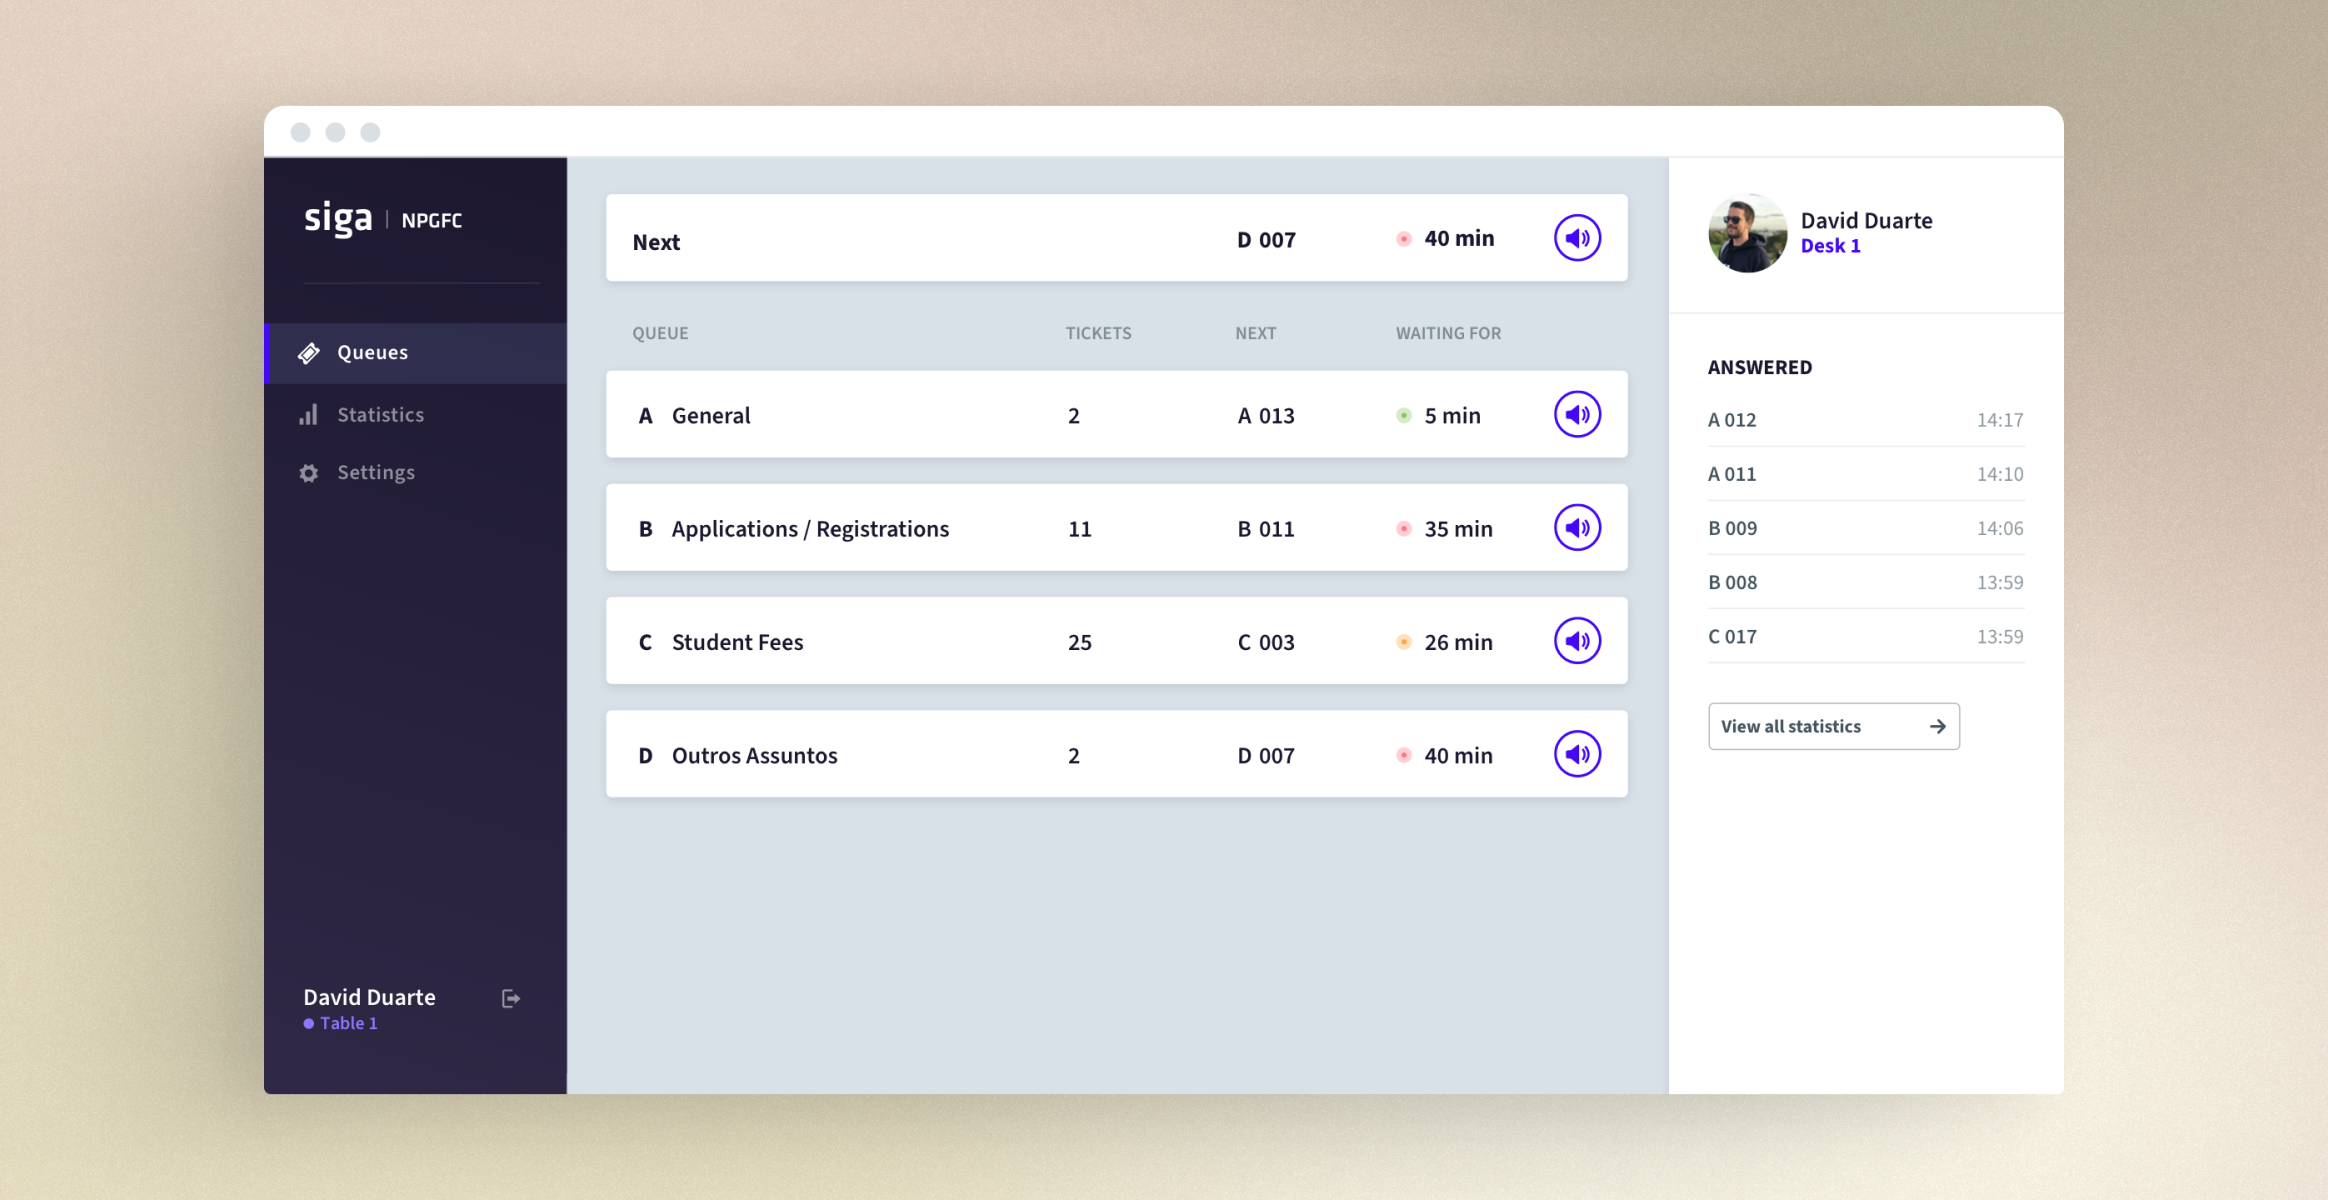 siga | NPGFC
Queues
Statistics
Settings
David Duarte
Table 1
Next D 007 40 min
QUEUE TICKETS NEXT WAITING FOR
A General 2 A 013 5 min
B Applications / Registrations 11 B 011 35 min
C Student Fees 25 C 003 26 min
D Outros Assuntos 2 D 007 40 min
David Duarte
Desk 1
ANSWERED
A 012 14:17
A 011 14:10
B 009 14:06
B 008 13:59
C 017 13:59
View all statistics